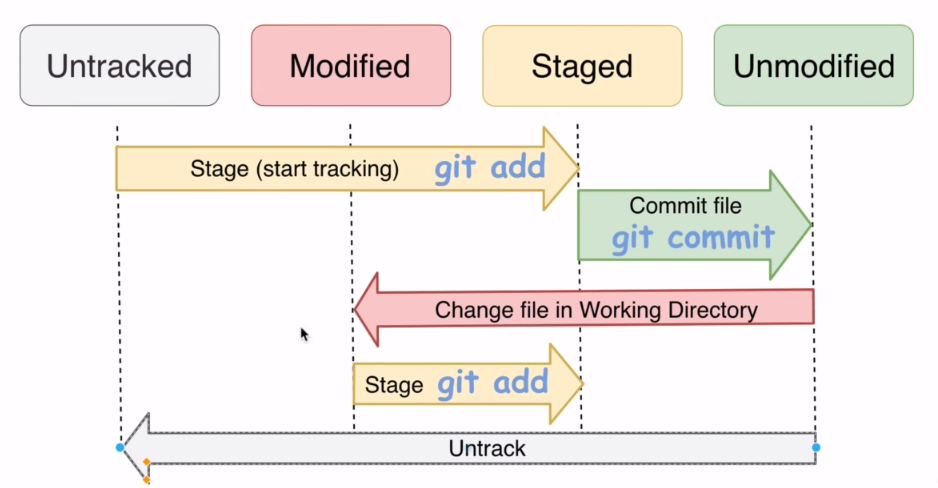 Untracked
Modified
Staged
Unmodified
Stage (start tracking) git add
Commit file
git commit
Change file in Working Directory
Stage git add
Untrack